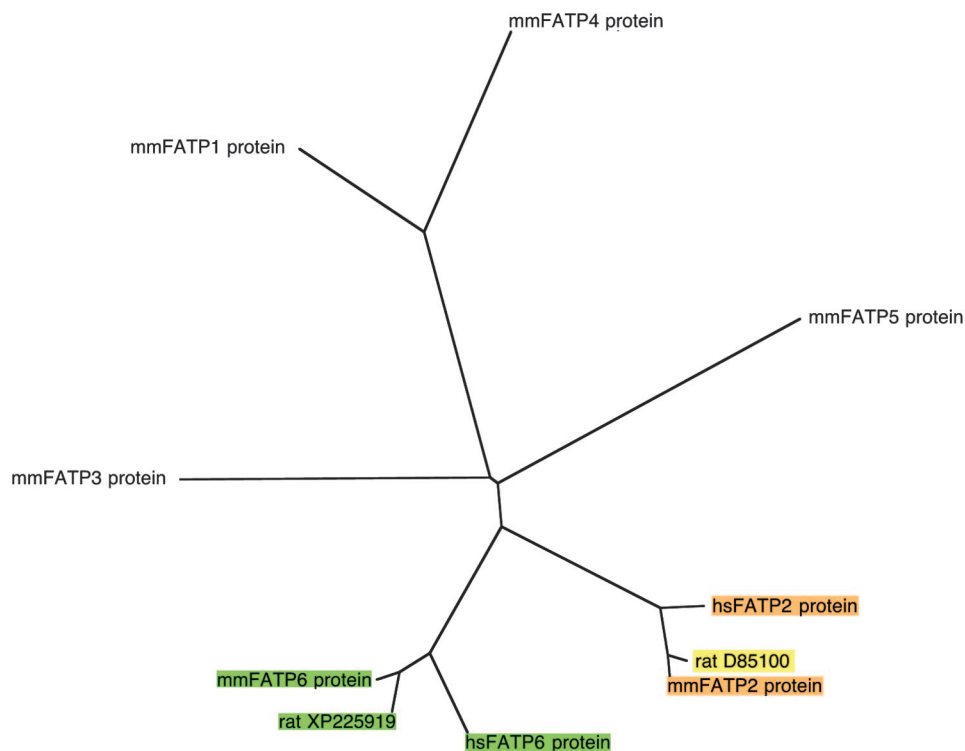 mmFATP4 protein
mmFATP1 protein
mmFATP5 protein
mmFATP3 protein
hsFATP2 protein
rat D85100
mmFATP6 protein
mmFATP2 protein
rat XP225919
hsFATP6 protein